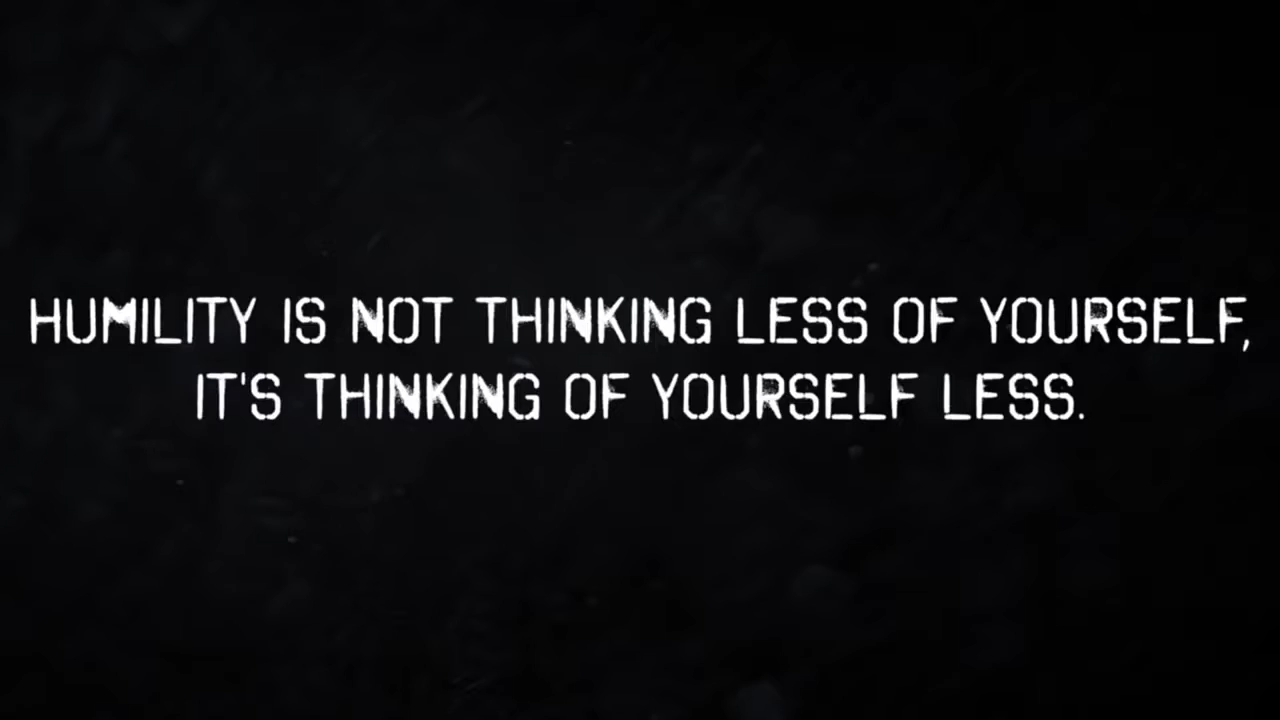 HUMILITY IS NOT THINKING LESS OF YOURSELF,
IT'S THINKING OF YOURSELF LESS.